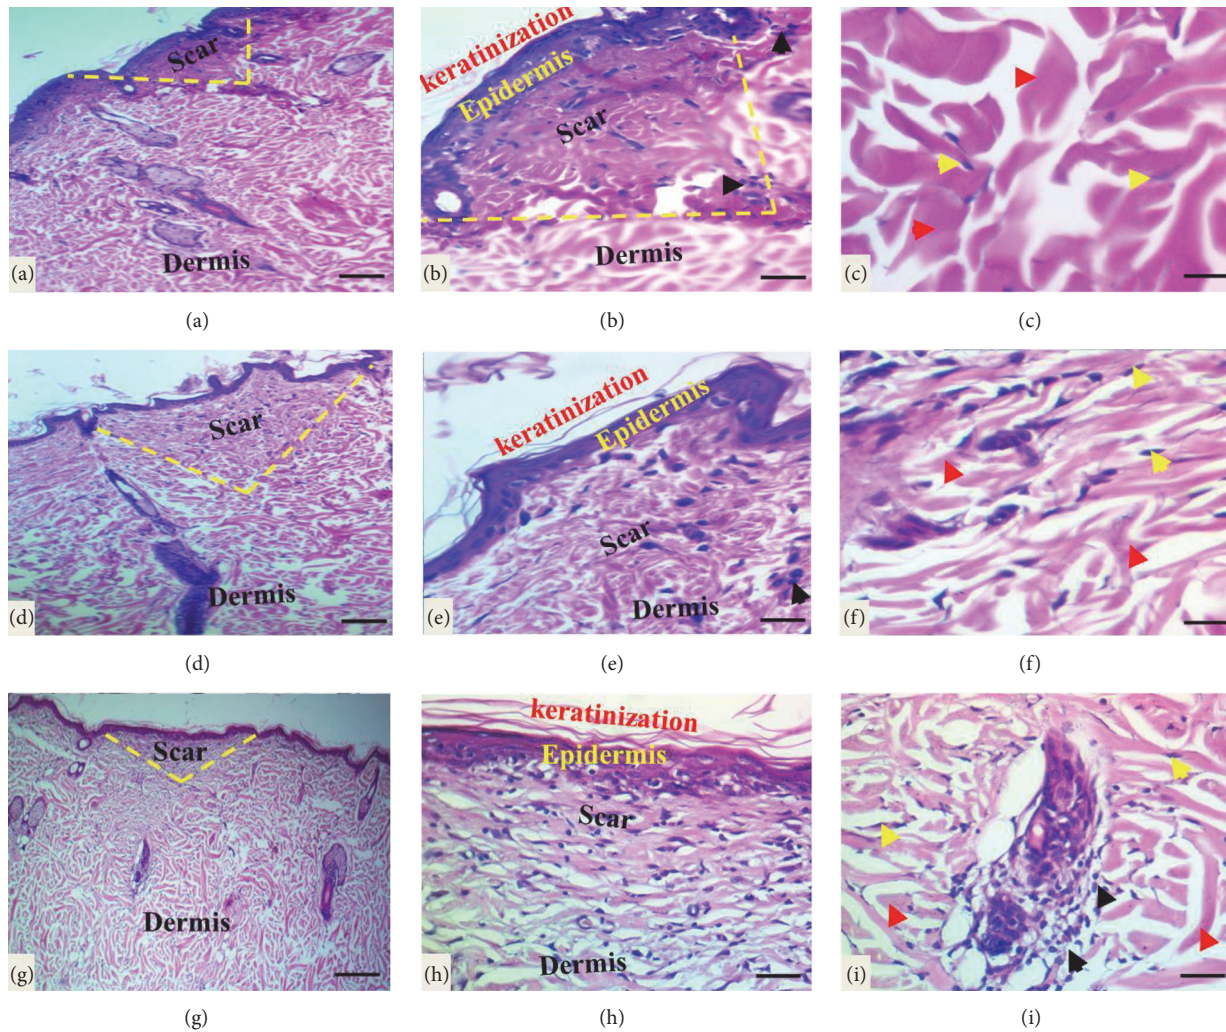 Scar
Dermis
(a)
(a)
keratinization
Epidermis
Scar
Dermis
(b)
(b)
(c)
(c)
Scar
Dermis
(d)
(d)
keratinization
Epidermis
Scar
Dermis
(e)
(e)
(f)
(f)
Scar
Dermis
(g)
(g)
keratinization
Epidermis
Scar
Dermis
(h)
(h)
(i)
(i)